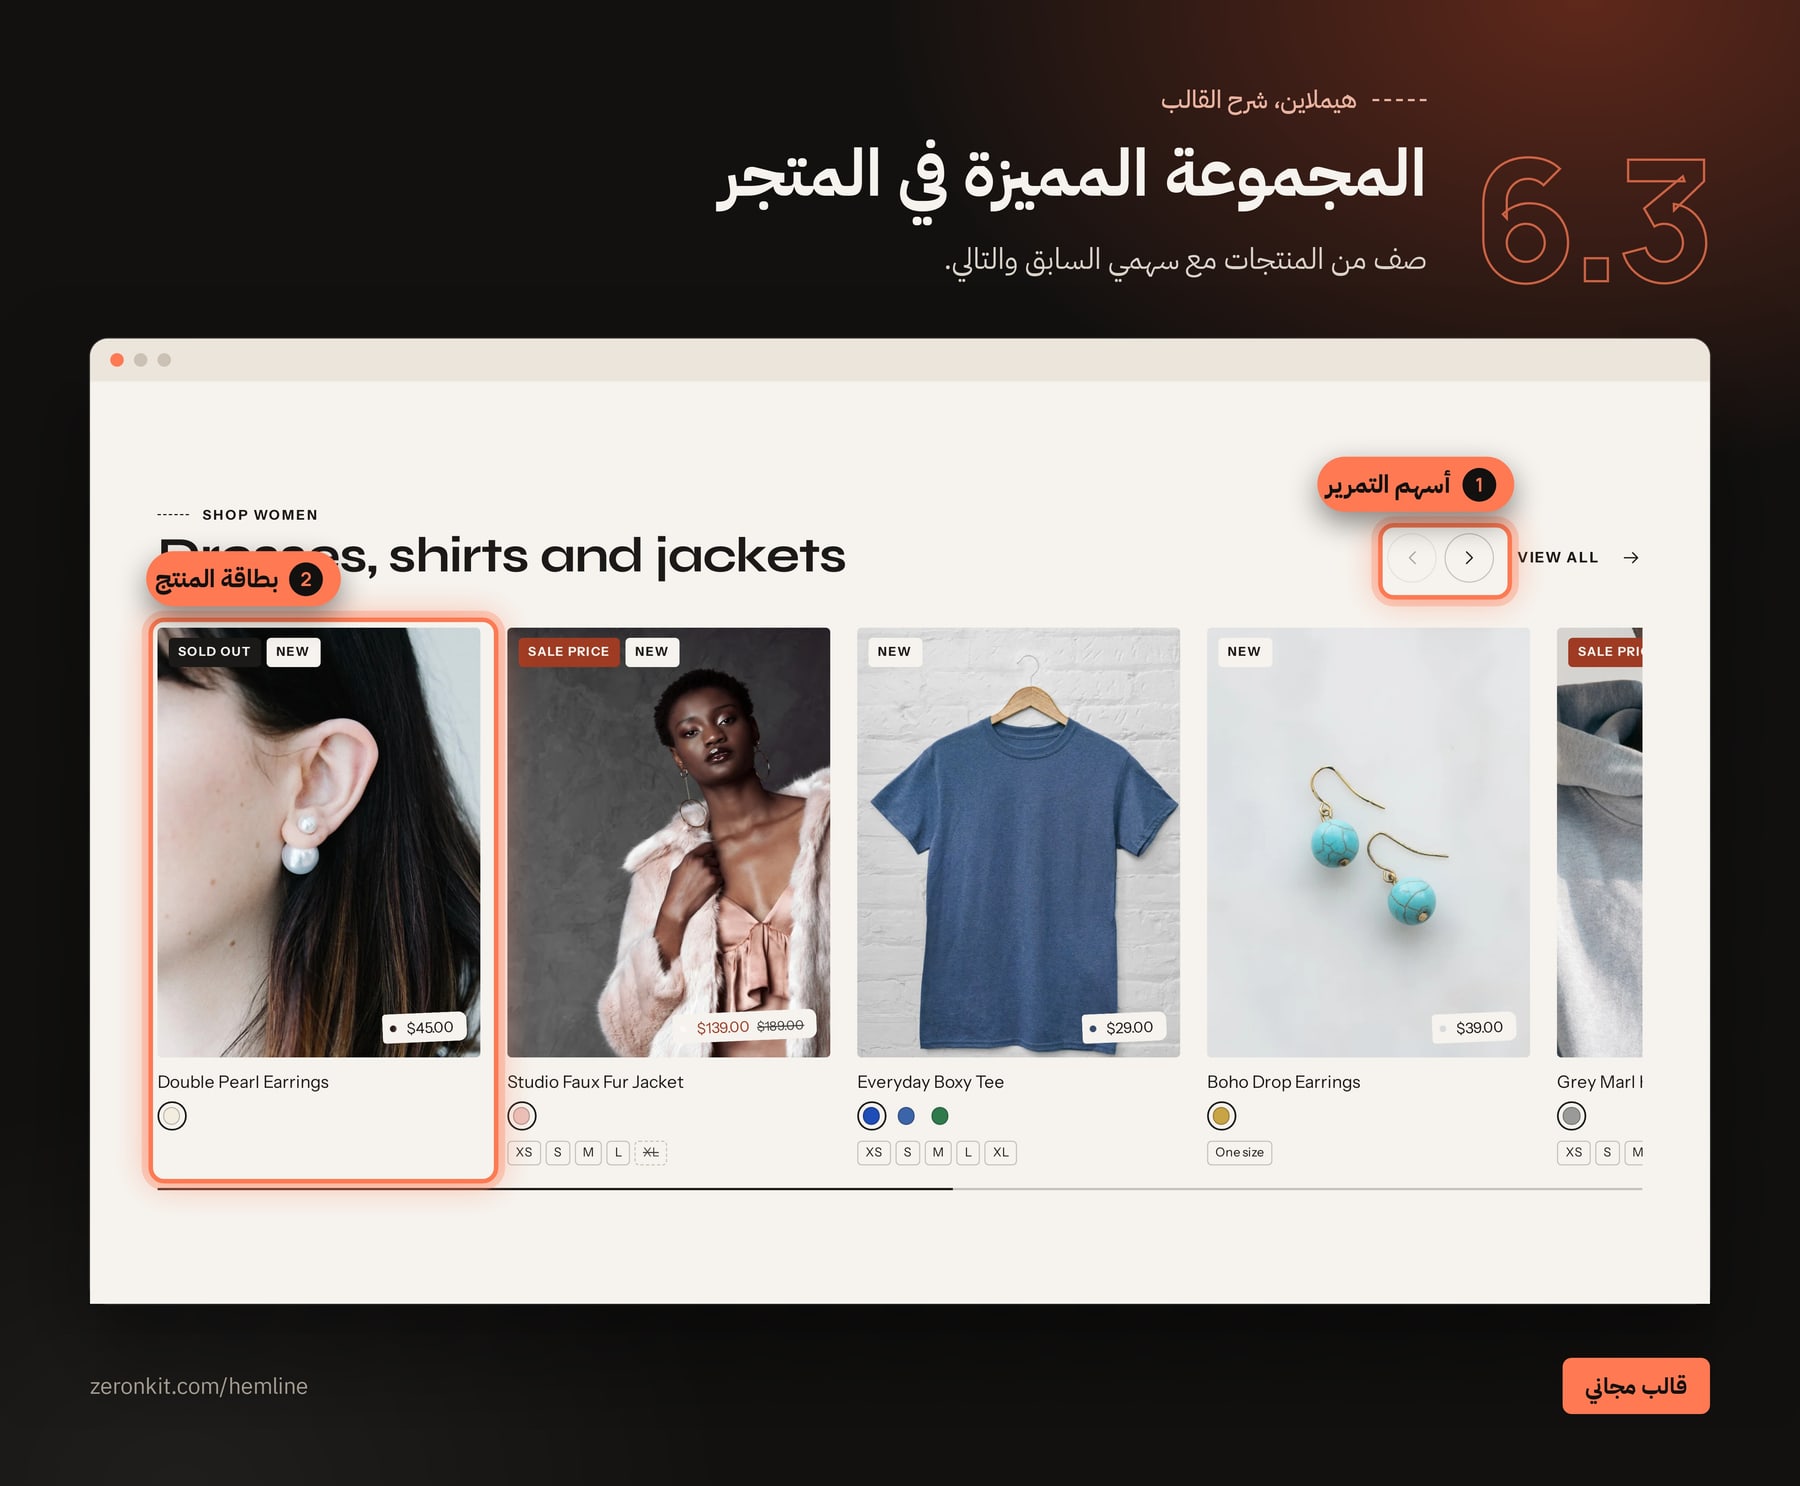 هيملاين، شرح القالب
المجموعة المميزة في المتجر
6.3
صف من المنتجات مع سهمي السابق والتالي.
1 أسهم التمرير
SHOP WOMEN
shirts and jackets
VIEW ALL
2 بطاقة المنتج
SOLD OUT NEW
SALE PRICE NEW
NEW
NEW
SALE
$45.00
$139.00 $189.00
$29.00
$39.00
Double Pearl Earrings
Studio Faux Fur Jacket
Everyday Boxy Tee
Boho Drop Earrings
Grey Marl
XS S M L XL
XS S M L XL
One size
XS S M
zeronkit.com/hemline
قالب مجاني